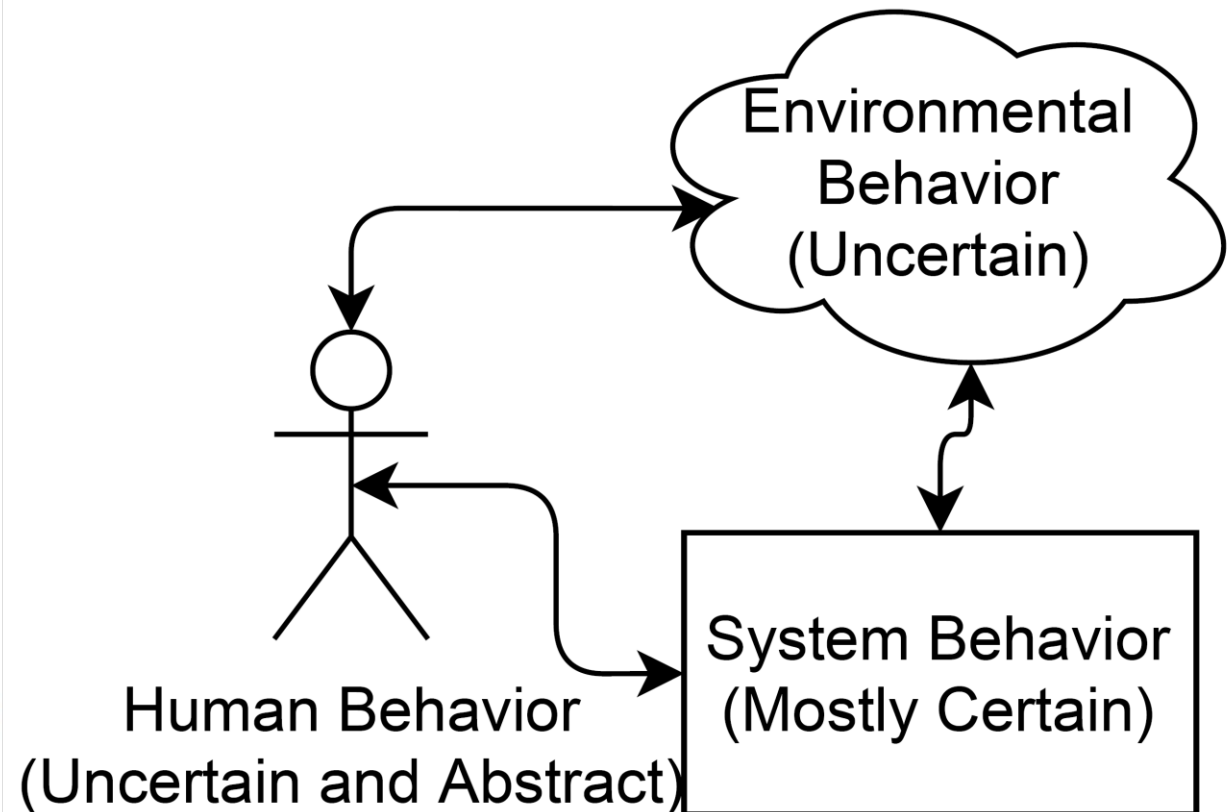 Environmental
Behavior
(Uncertain)
System Behavior
(Mostly Certain)
Human Behavior
(Uncertain and Abstract)